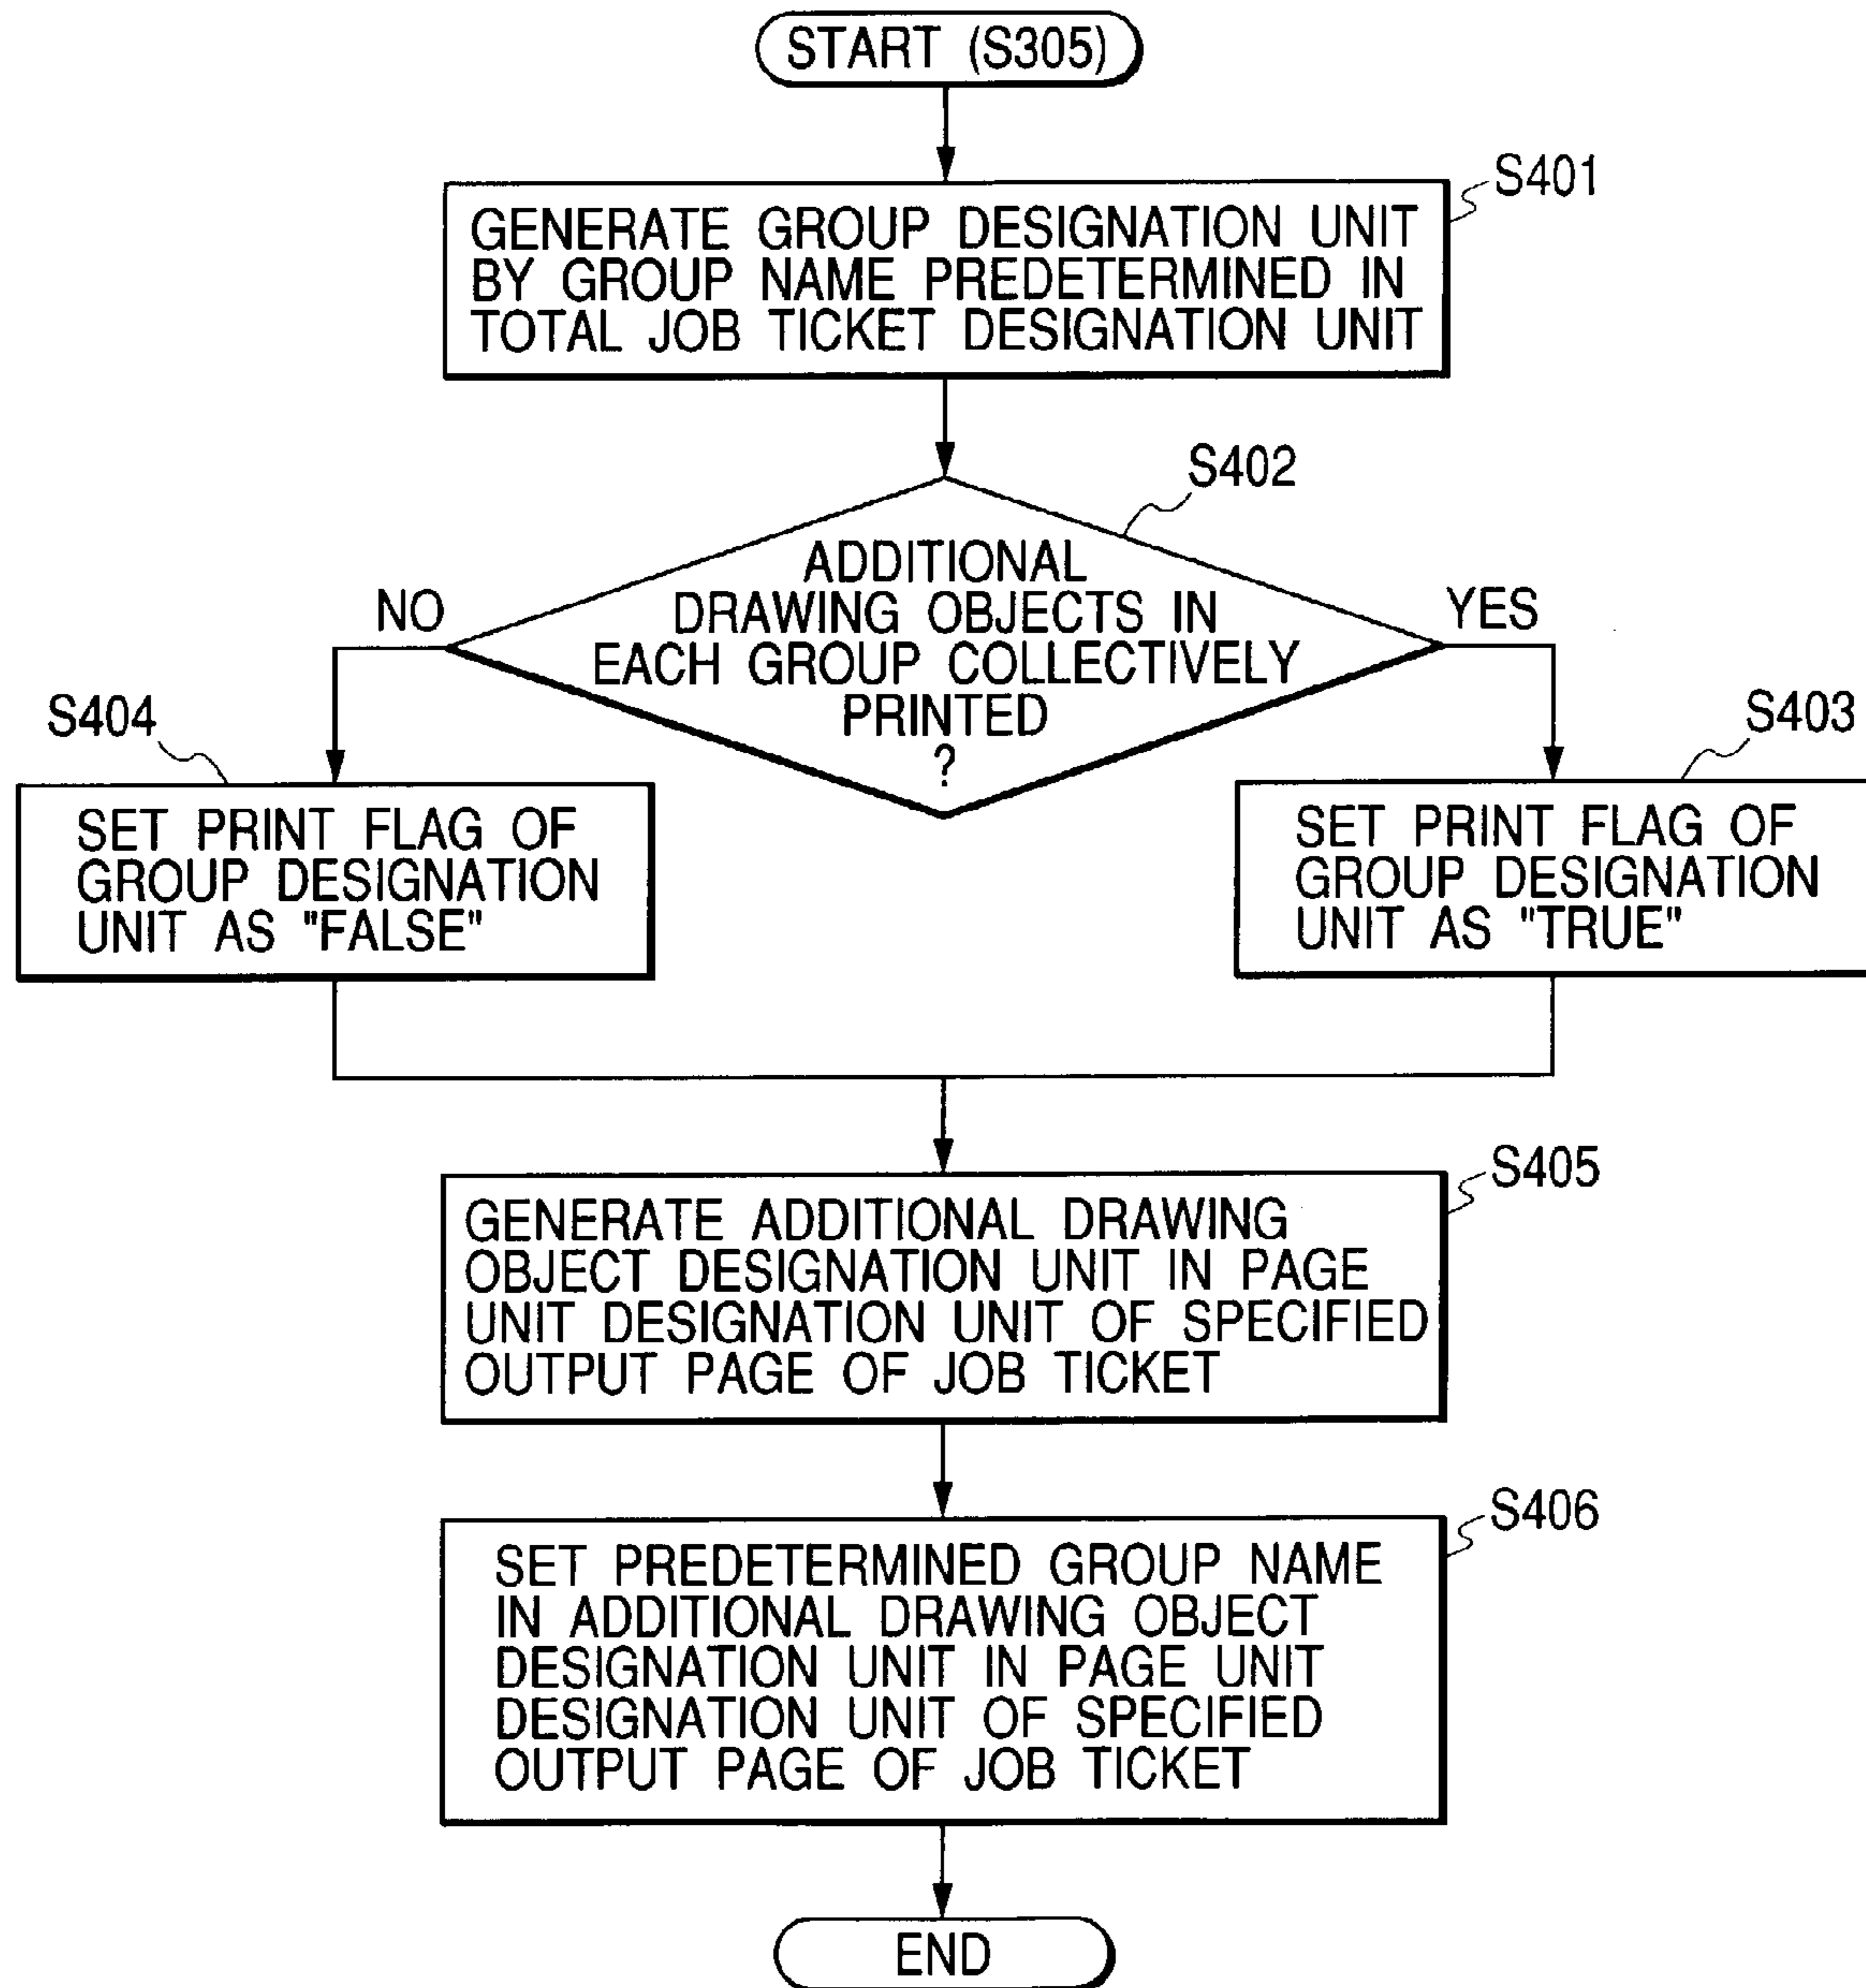 START (S305)
S401
GENERATE GROUP DESIGNATION UNIT
BY GROUP NAME PREDETERMINED IN
TOTAL JOB TICKET DESIGNATION UNIT
S402
ADDITIONAL
DRAWING OBJECTS IN
EACH GROUP COLLECTIVELY
PRINTED
?
NO
YES
S404
SET PRINT FLAG OF
GROUP DESIGNATION
UNIT AS "FALSE"
S403
SET PRINT FLAG OF
GROUP DESIGNATION
UNIT AS "TRUE"
S405
GENERATE ADDITIONAL DRAWING
OBJECT DESIGNATION UNIT IN PAGE
UNIT DESIGNATION UNIT OF SPECIFIED
OUTPUT PAGE OF JOB TICKET
S406
SET PREDETERMINED GROUP NAME
IN ADDITIONAL DRAWING OBJECT
DESIGNATION UNIT IN PAGE UNIT
DESIGNATION UNIT OF SPECIFIED
OUTPUT PAGE OF JOB TICKET
END